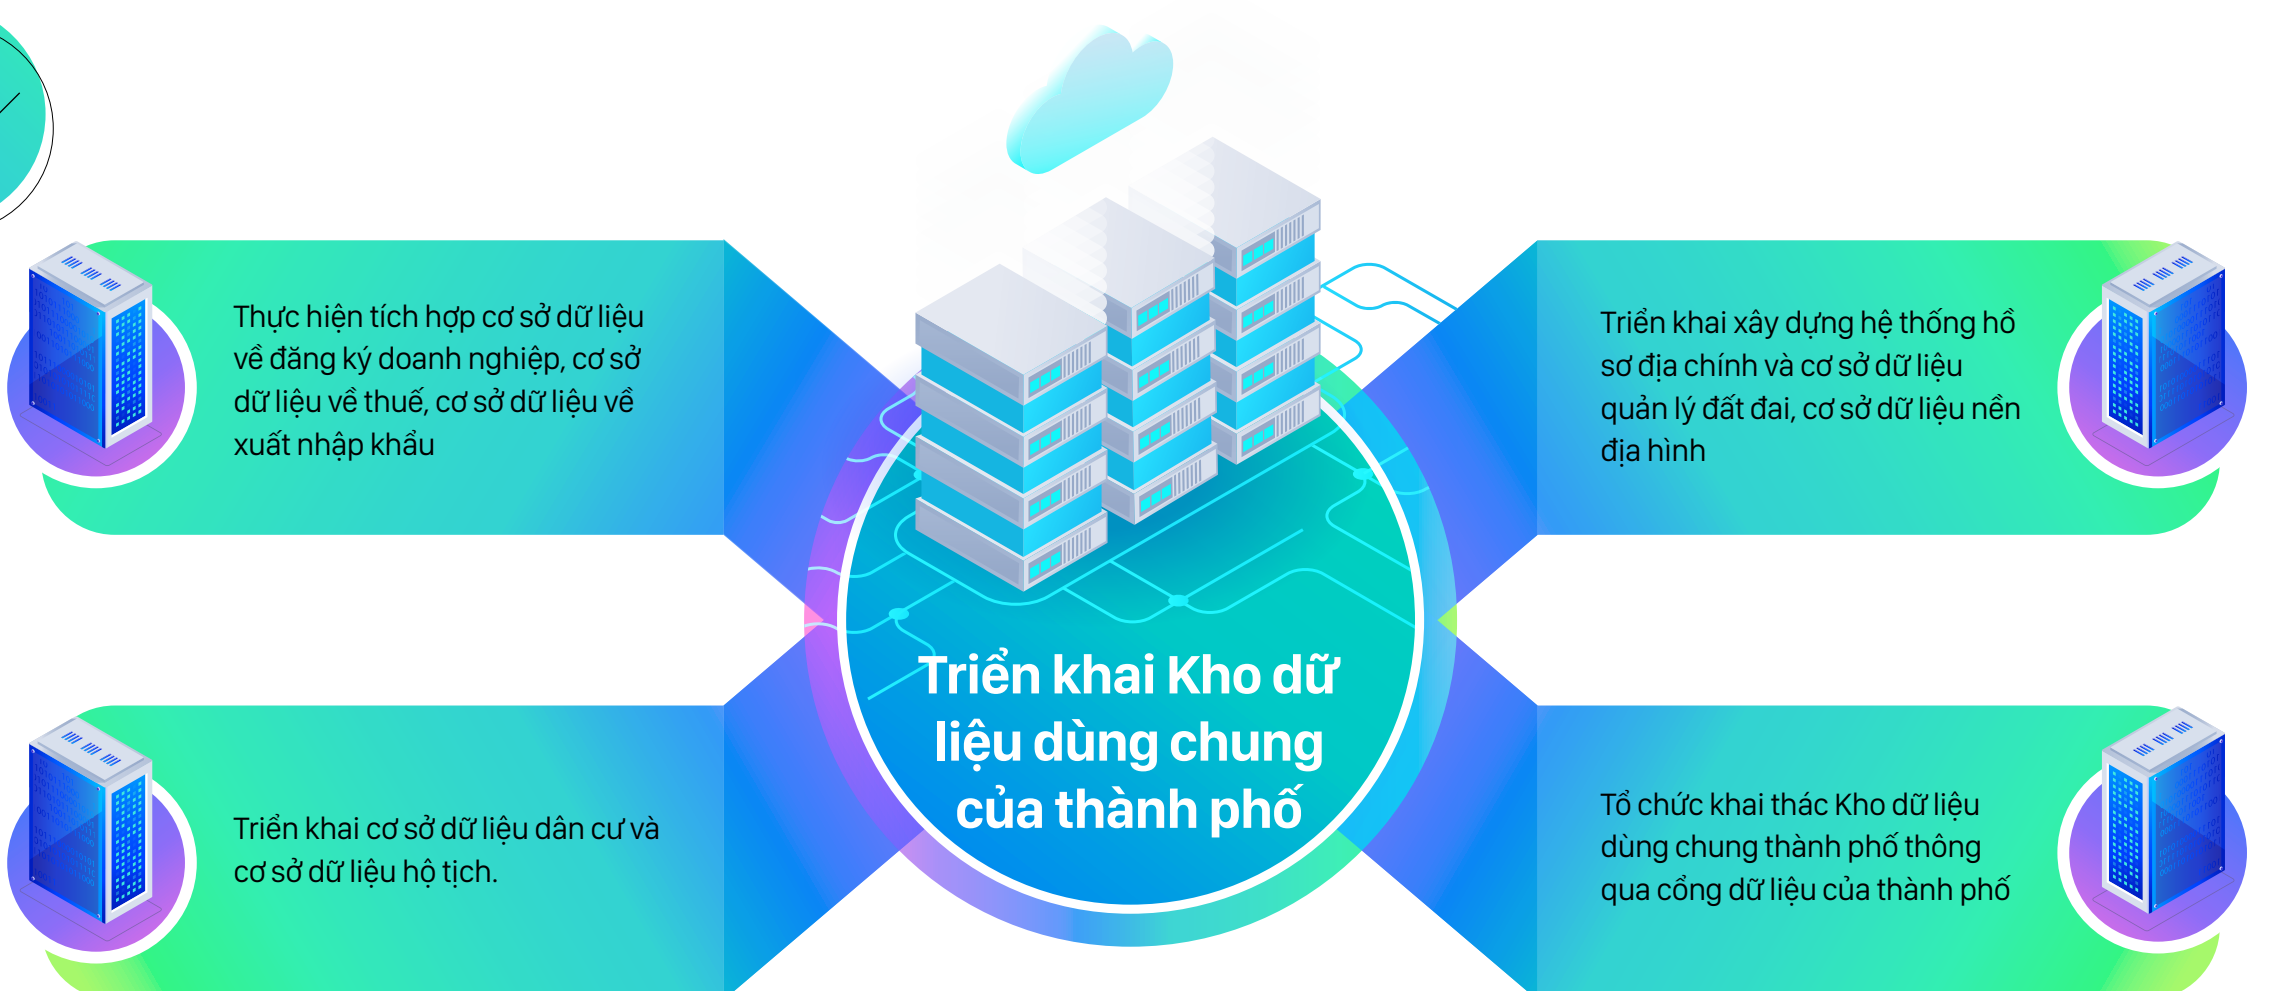 Thực hiện tích hợp cơ sở dữ liệu
về đăng ký doanh nghiệp, cơ sở
dữ liệu về thuế, cơ sở dữ liệu về
xuất nhập khẩu
Triển khai xây dựng hệ thống hồ
sơ địa chính và cơ sở dữ liệu
quản lý đất đai, cơ sở dữ liệu nền
địa hình
Triển khai Kho dữ
liệu dùng chung
của thành phố
Triển khai cơ sở dữ liệu dân cư và
cơ sở dữ liệu hộ tịch.
Tổ chức khai thác Kho dữ liệu
dùng chung thành phố thông
qua cổng dữ liệu của thành phố